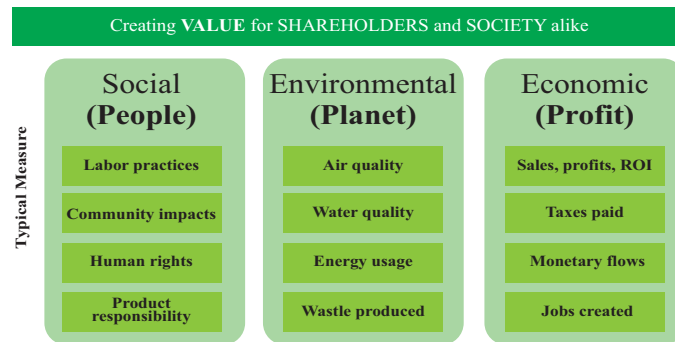 Creating VALUE for SHAREHOLDERS and SOCIETY alike
Typical Measure
Social
(People)
Labor practices
Community impacts
Human rights
Product
responsibility
Environmental
(Planet)
Air quality
Water quality
Energy usage
Wastle produced
Economic
(Profit)
Sales, profits, ROI
Taxes paid
Monetary flows
Jobs created